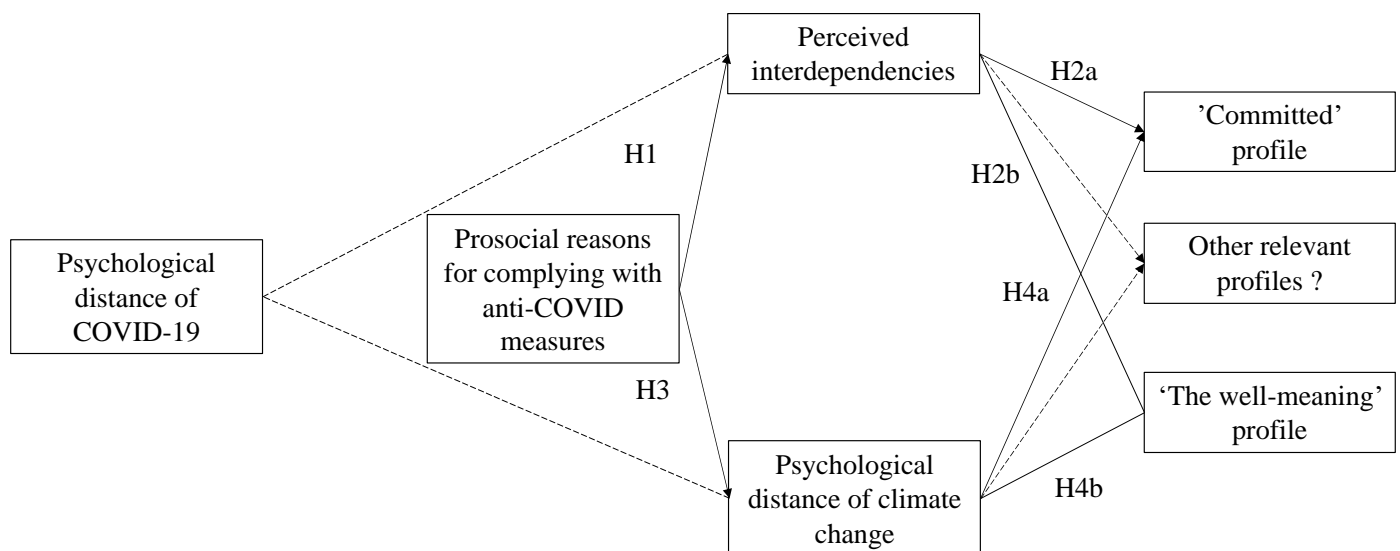 Perceived
interdependencies
H2a
’Committed’
profile
H1
H2b
Prosocial reasons
for complying with
anti-COVID
measures
Psychological
distance of
COVID-19
Other relevant
profiles ?
H4a
H3
‘The well-meaning’
profile
Psychological
distance of climate
change
H4b